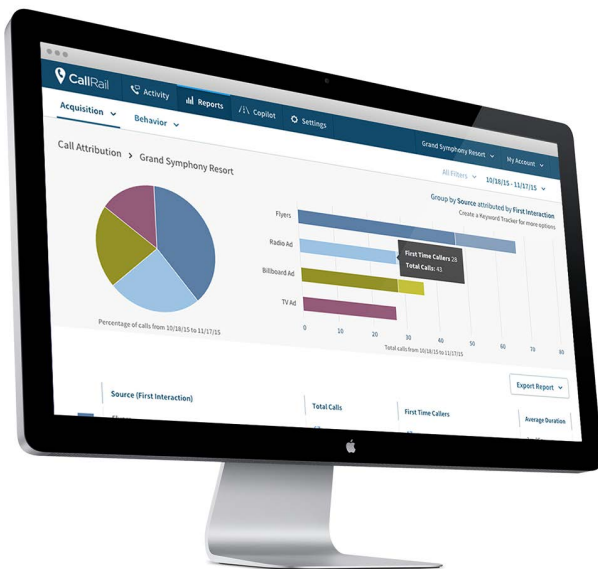 CallRail
Activity
Reports
Copilot
Settings
Grand Symphony Resort
My Account
Acquisition
Behavior
All Filters
10/18/15 - 11/17/15
Call Attribution > Grand Symphony Resort
Group by Source attributed by First Interaction
Create a Keyword Tracker for more options
Flyers
Radio Ad
First Time Callers 28
Total Calls: 43
Billboard Ad
TV Ad
0 10 20 30 40 50 60 70 80
Percentage of calls from 10/18/15 to 11/17/15
Total calls from 10/18/15 to 11/17/15
Export Report
Source (First Interaction)
Total Calls
First Time Callers
Average Duration